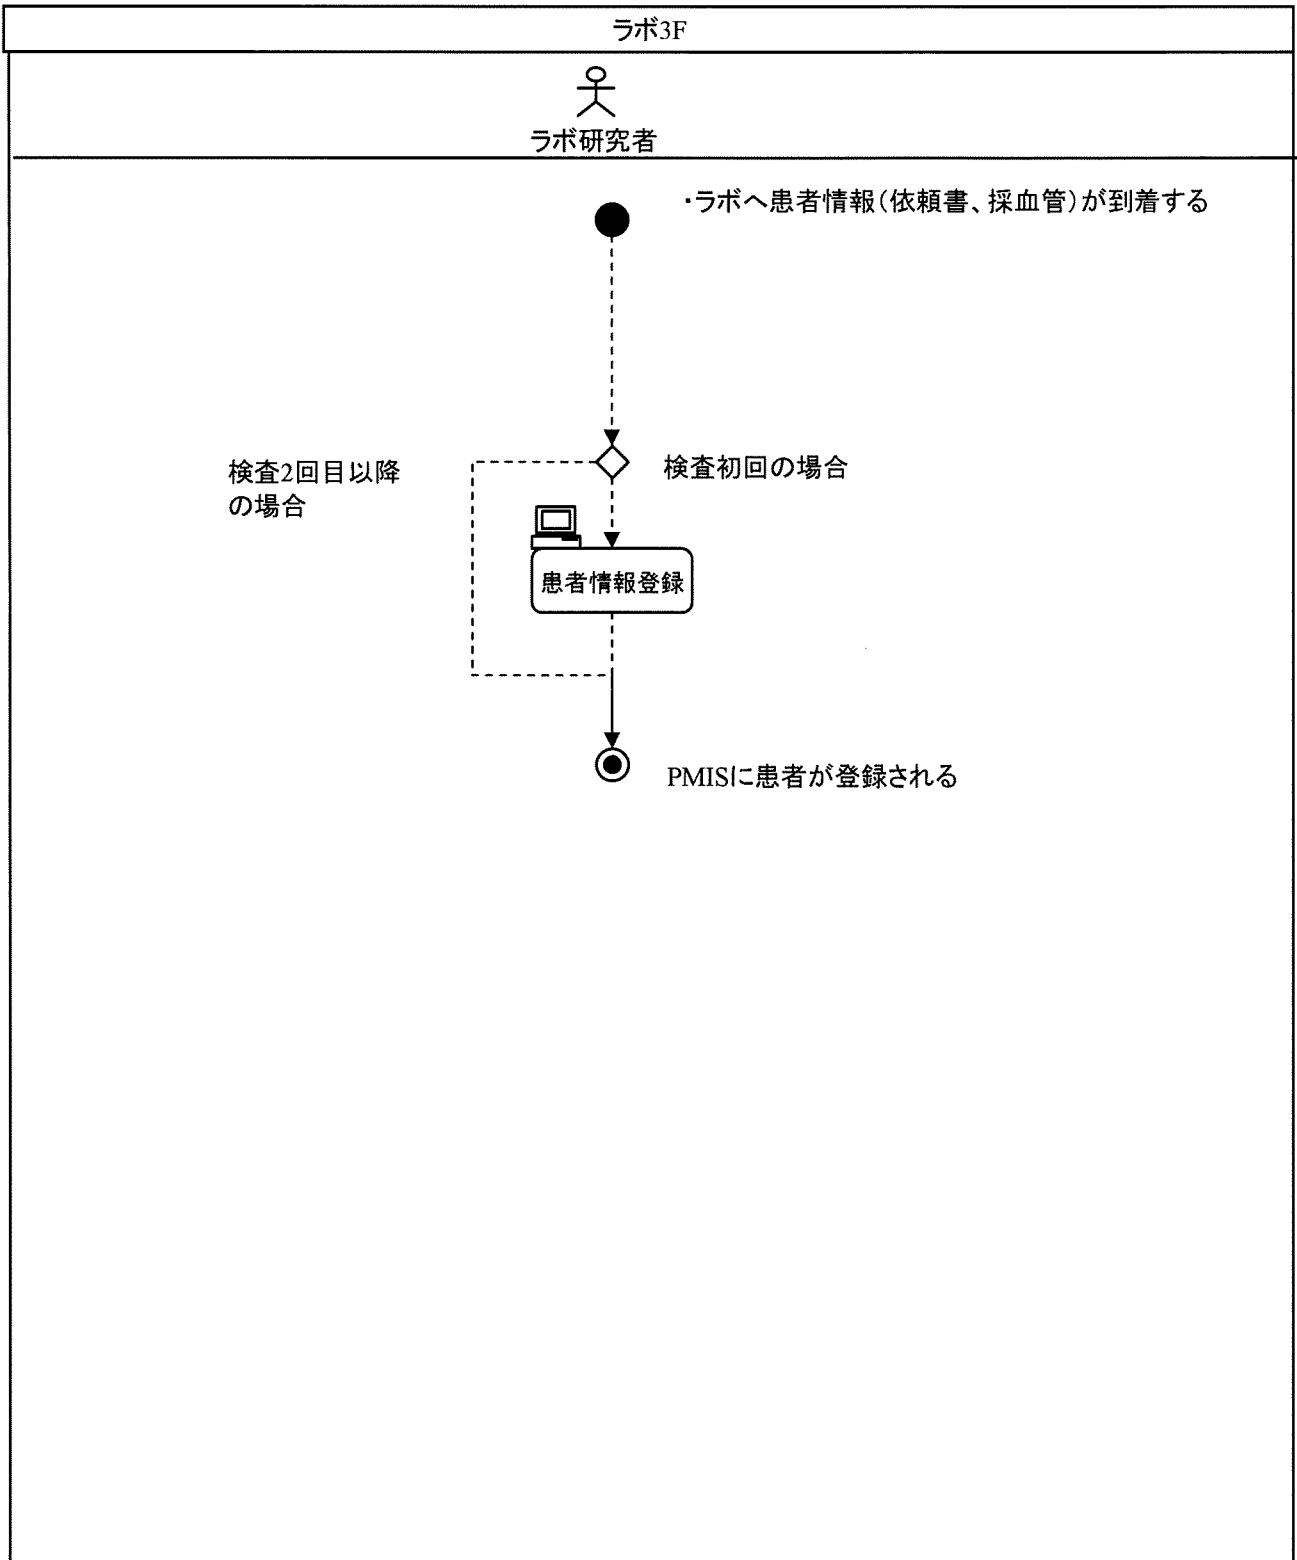 ラボ3F
ラボ研究者
・ラボへ患者情報(依頼書、採血管)が到着する
検査2回目以降
の場合
検査初回の場合
患者情報登録
PMISに患者が登録される